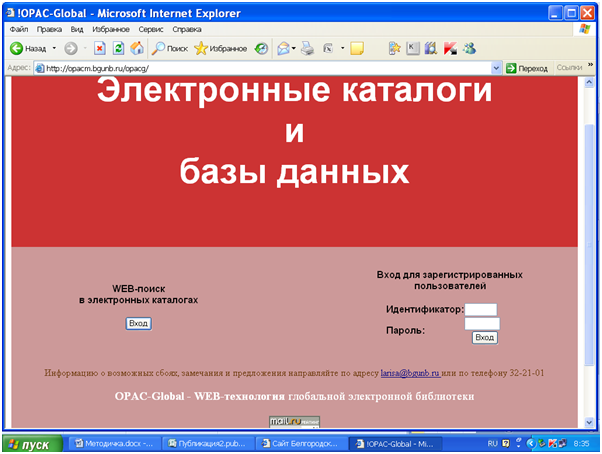 !OPAC-Global - Microsoft Internet Explorer
Файл Правка Вид Избранное Сервис Справка
Назад Поиск Избранное
Адрес: http://opacm.bgunb.ru/opacg/ Переход Ссылки »
Электронные каталоги
и
базы данных
WEB-поиск
в электронных каталогах
Вход
Вход для зарегистрированных
пользователей
Идентификатор:
Пароль:
Вход
Информацию о возможных сбоях, замечания и предложения направляйте по адресу larisa@bgunb.ru или по телефону 32-21-01
OPAC-Global - WEB-технология глобальной электронной библиотеки
mail.ru
пуск Методичка.docx -... Публикация2.pub... Сайт Белгородск... !OPAC-Global - Mi... RU 8:35